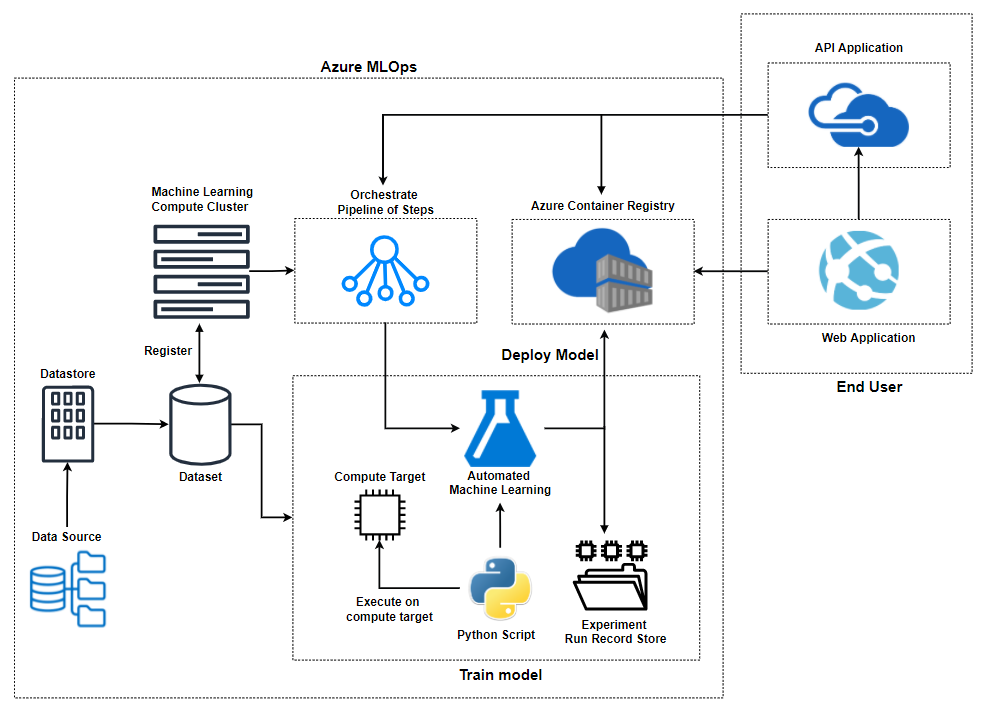 API Application
Azure MLOps
Machine Learning
Compute Cluster
Orchestrate
Pipeline of Steps
Azure Container Registry
Web Application
Register
Deploy Model
End User
Datastore
Dataset
Compute Target
Automated
Machine Learning
Data Source
Execute on
compute target
Python Script
Experiment
Run Record Store
Train model